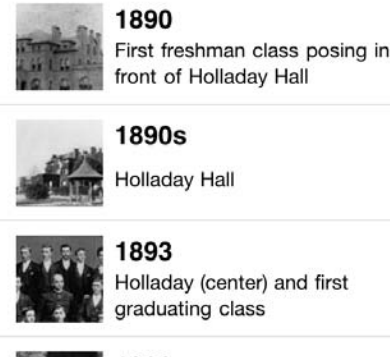 1890
First freshman class posing in
front of Holladay Hall
1890s
Holladay Hall
1893
Holladay (center) and first
graduating class